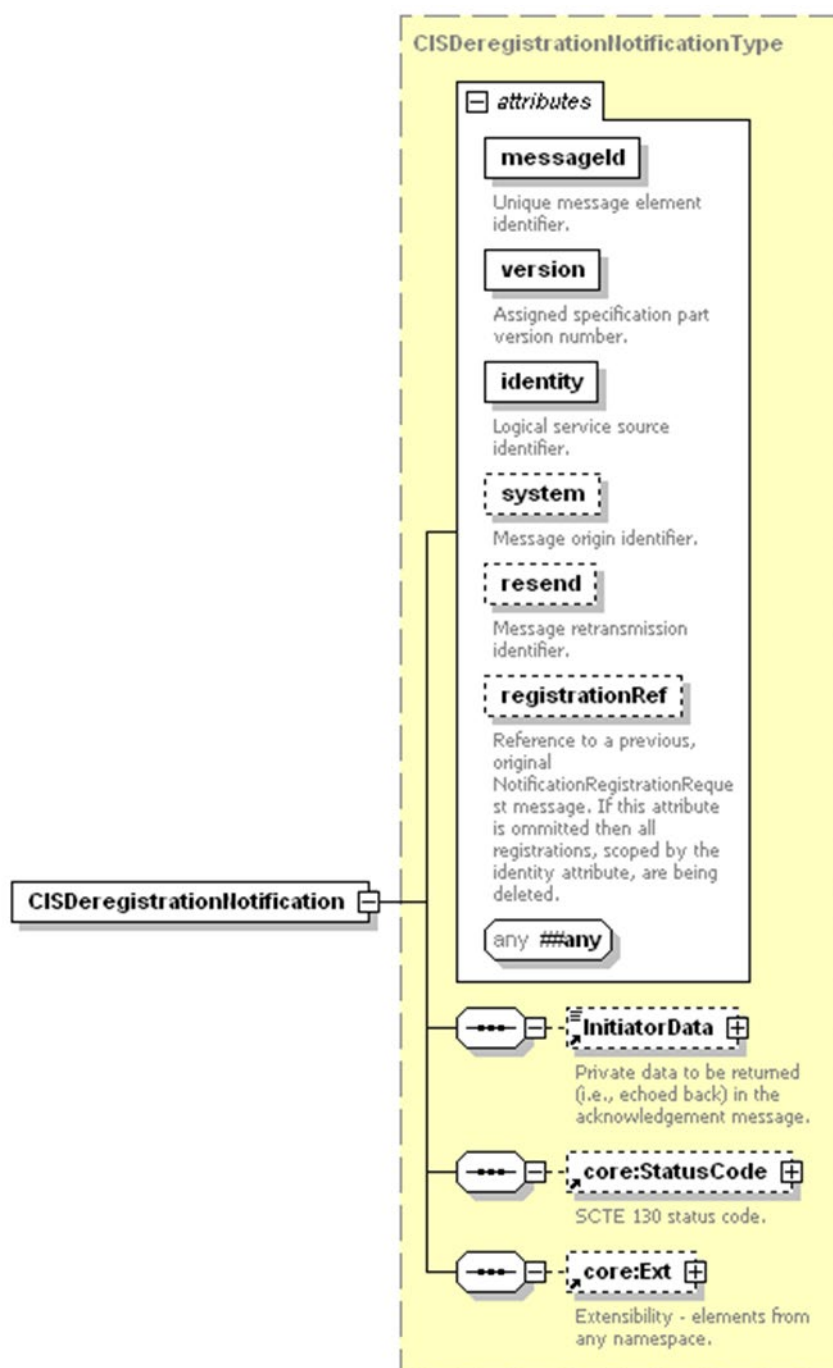 CISDeregistrationNotificationType
attributes
messageId
Unique message element
identifier.
version
Assigned specification part
version number.
identity
Logical service source
identifier.
system
Message origin identifier.
resend
Message retransmission
identifier.
registrationRef
Reference to a previous,
original
NotificationRegistrationReque
st message. If this attribute
is ommitted then all
registrations, scoped by the
identity attribute, are being
deleted.
any ##any
CISDeregistrationNotification
InitiatorData
Private data to be returned
(i.e., echoed back) in the
acknowledgement message.
core:StatusCode
SCTE 130 status code.
core:Ext
Extensibility - elements from
any namespace.